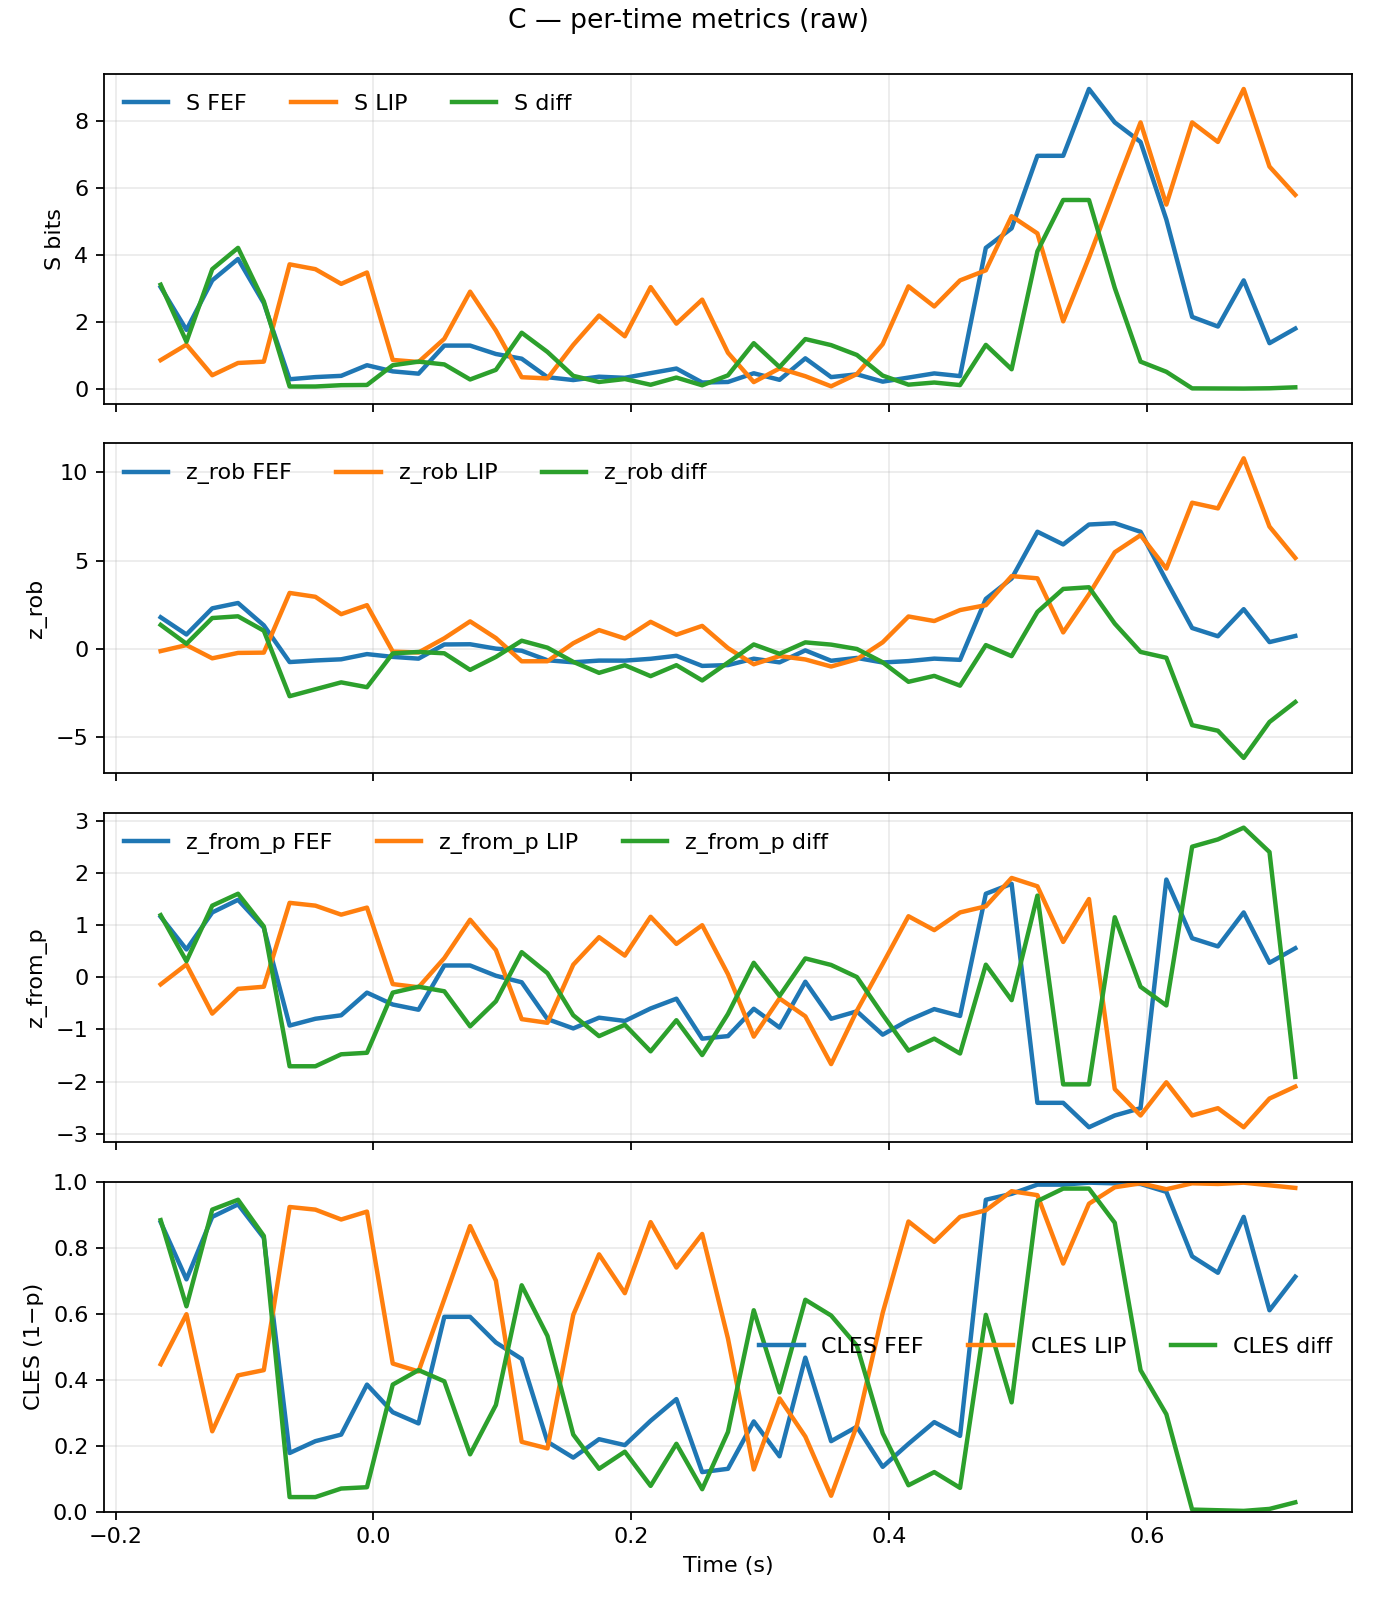 C — per-time metrics (raw)
S FEF S LIP S diff
8
6
4
2
0
S bits
z_rob FEF z_rob LIP z_rob diff
10
5
0
−5
z_rob
z_from_p FEF z_from_p LIP z_from_p diff
3
2
1
0
−1
−2
−3
z_from_p
1.0
0.8
0.6
0.4
0.2
0.0
CLES (1−p)
CLES FEF CLES LIP CLES diff
−0.2 0.0 0.2 0.4 0.6
Time (s)